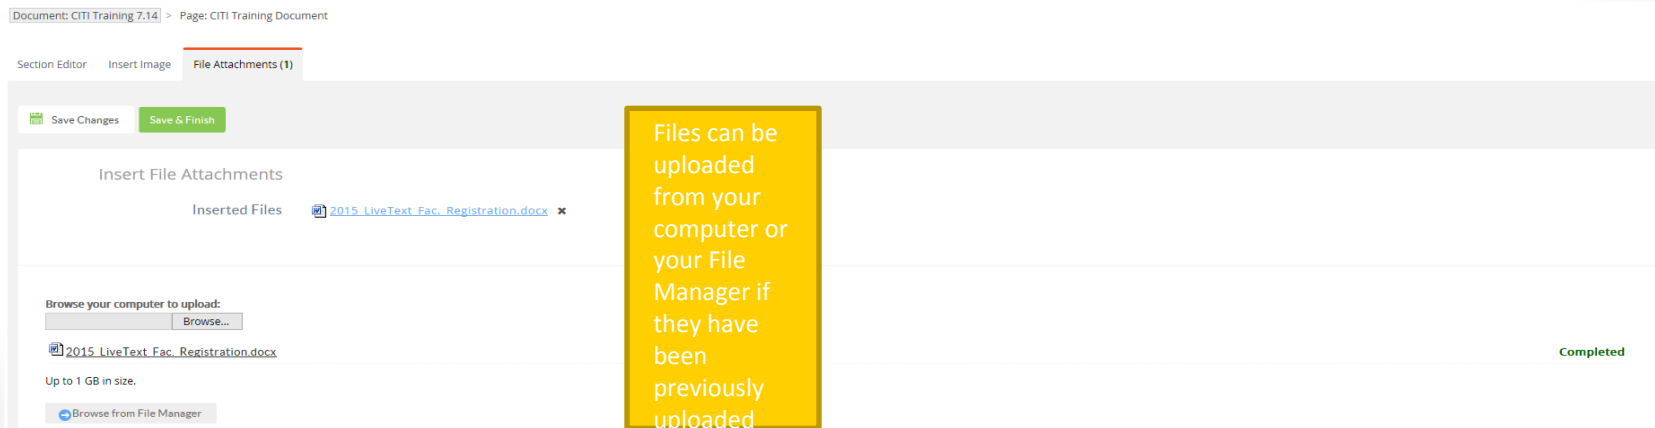 Document: CITI Training 7.14 > Page: CITI Training Document
Section Editor Insert Image File Attachments (1)
Save Changes Save & Finish
Insert File Attachments
Inserted Files 2015_LiveText_Fac._Registration.docx ✖
Browse your computer to upload:
Browse...
2015_LiveText_Fac._Registration.docx
Completed
Up to 1 GB in size.
Browse from File Manager
Files can be
uploaded
from your
computer or
your File
Manager if
they have
been
previously
uploaded